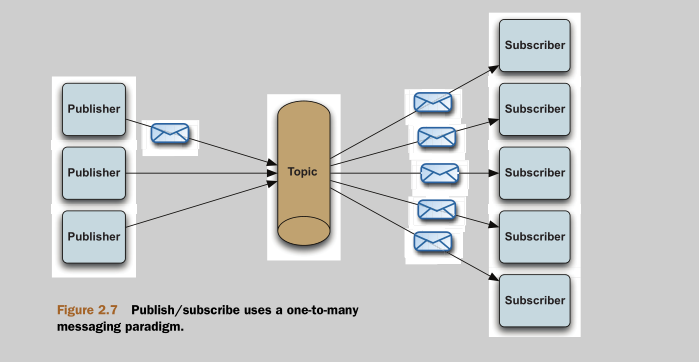 Publisher
Publisher
Publisher
Topic
Subscriber
Subscriber
Subscriber
Subscriber
Subscriber
Figure 2.7 Publish/subscribe uses a one-to-many
messaging paradigm.